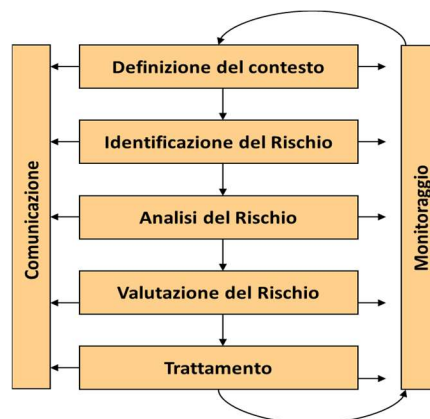 Definizione del contesto
Identificazione del Rischio
Analisi del Rischio
Valutazione del Rischio
Trattamento
Comunicazione
Monitoraggio